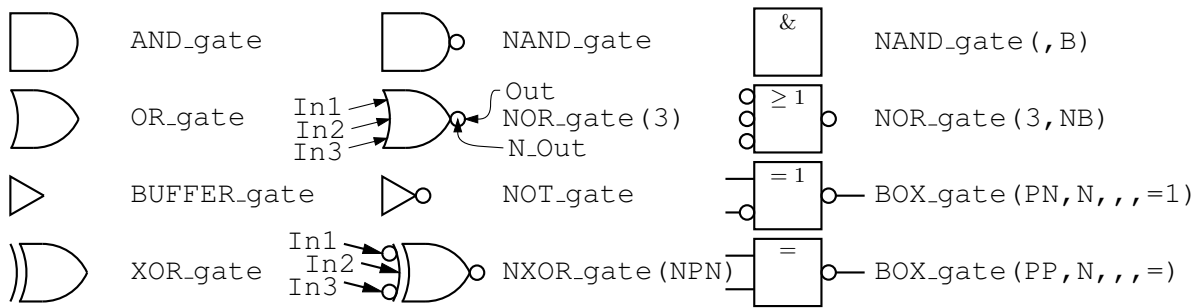 AND_gate NAND_gate & NAND_gate(,B)
Out
In1 ≥ 1
OR_gate In2 NOR_gate(3) NOR_gate(3,NB)
In3 N_Out
BUFFER_gate NOT_gate = 1 BOX_gate(PN,N,,,=1)
In1
XOR_gate In2 NXOR_gate(NPN) = BOX_gate(PP,N,,,=)
In3